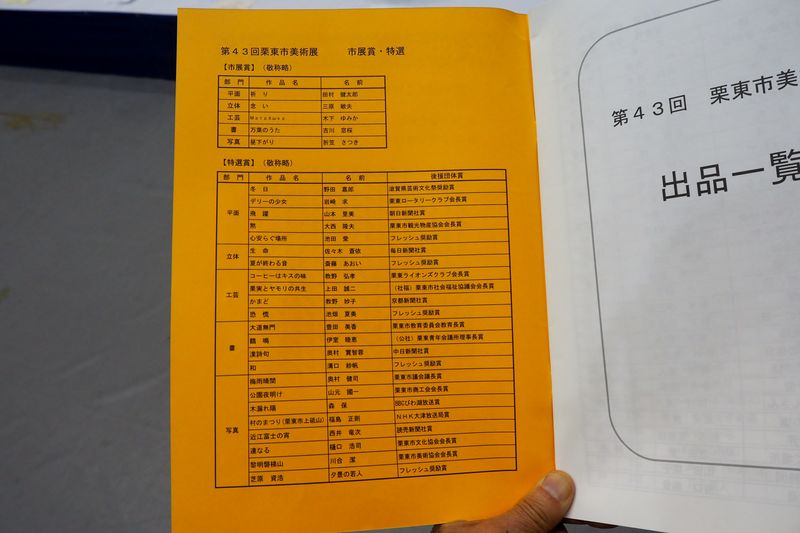 第43回栗東市美術展　　市展賞・特選
【市展賞】（敬称略）
部 門　作 品 名　名 前
平面　祈 り　田村 健太郎
立体　念 い　三原 敏夫
工芸　Матрёшка　木下 ゆみか
書　万葉のうた　吉川 恋桜
写真　昼下がり　折笠 さつき
【特選賞】（敬称略）
部 門　作 品 名　名 前　後援団体賞
平面　冬 日　野田 嘉郎　滋賀県芸術文化祭奨励賞
デリーの少女　岩崎 求　栗東ロータリークラブ会長賞
飛 躍　山本 里美　朝日新聞社賞
黙　大西 隆夫　栗東市観光物産協会会長賞
心安らぐ場所　池田 愛　フレッシュ奨励賞
立体　生 命　佐々木 蒼依　毎日新聞社賞
夏が終わる音　斎藤 あおい　フレッシュ奨励賞
工芸　コーヒーはキスの味　教野 弘孝　栗東ライオンズクラブ会長賞
果実とヤモリの共生　上田 誠二　（社福）栗東市社会福祉協議会会長賞
かまど　教野 妙子　京都新聞社賞
恐 慌　池畑 夏美　フレッシュ奨励賞
書　大道無門　豊田 美香　栗東市教育委員会教育長賞
鶴 鳴　伊室 陸恵　（公社）栗東青年会議所理事長賞
漢詩句　奥村 寳智蓉　中日新聞社賞
和　溝口 紗帆　フレッシュ奨励賞
写真　梅雨晴間　奥村 健司　栗東市議会議長賞
公園夜明け　山元 國一　栗東市商工会会長賞
木漏れ陽　森 保　BBCびわ湖放送賞
村のまつり(栗東市上砥山)　福島 正則　NHK大津放送局賞
近江富士の宵　西井 竜次　読売新聞社賞
連なる　樋口 浩司　栗東市文化協会会長賞
黎明磐梯山　川合 潔　栗東市美術協会会長賞
芝原 資浩　夕景の若人　フレッシュ奨励賞
第43回　栗東市美
出品一覧